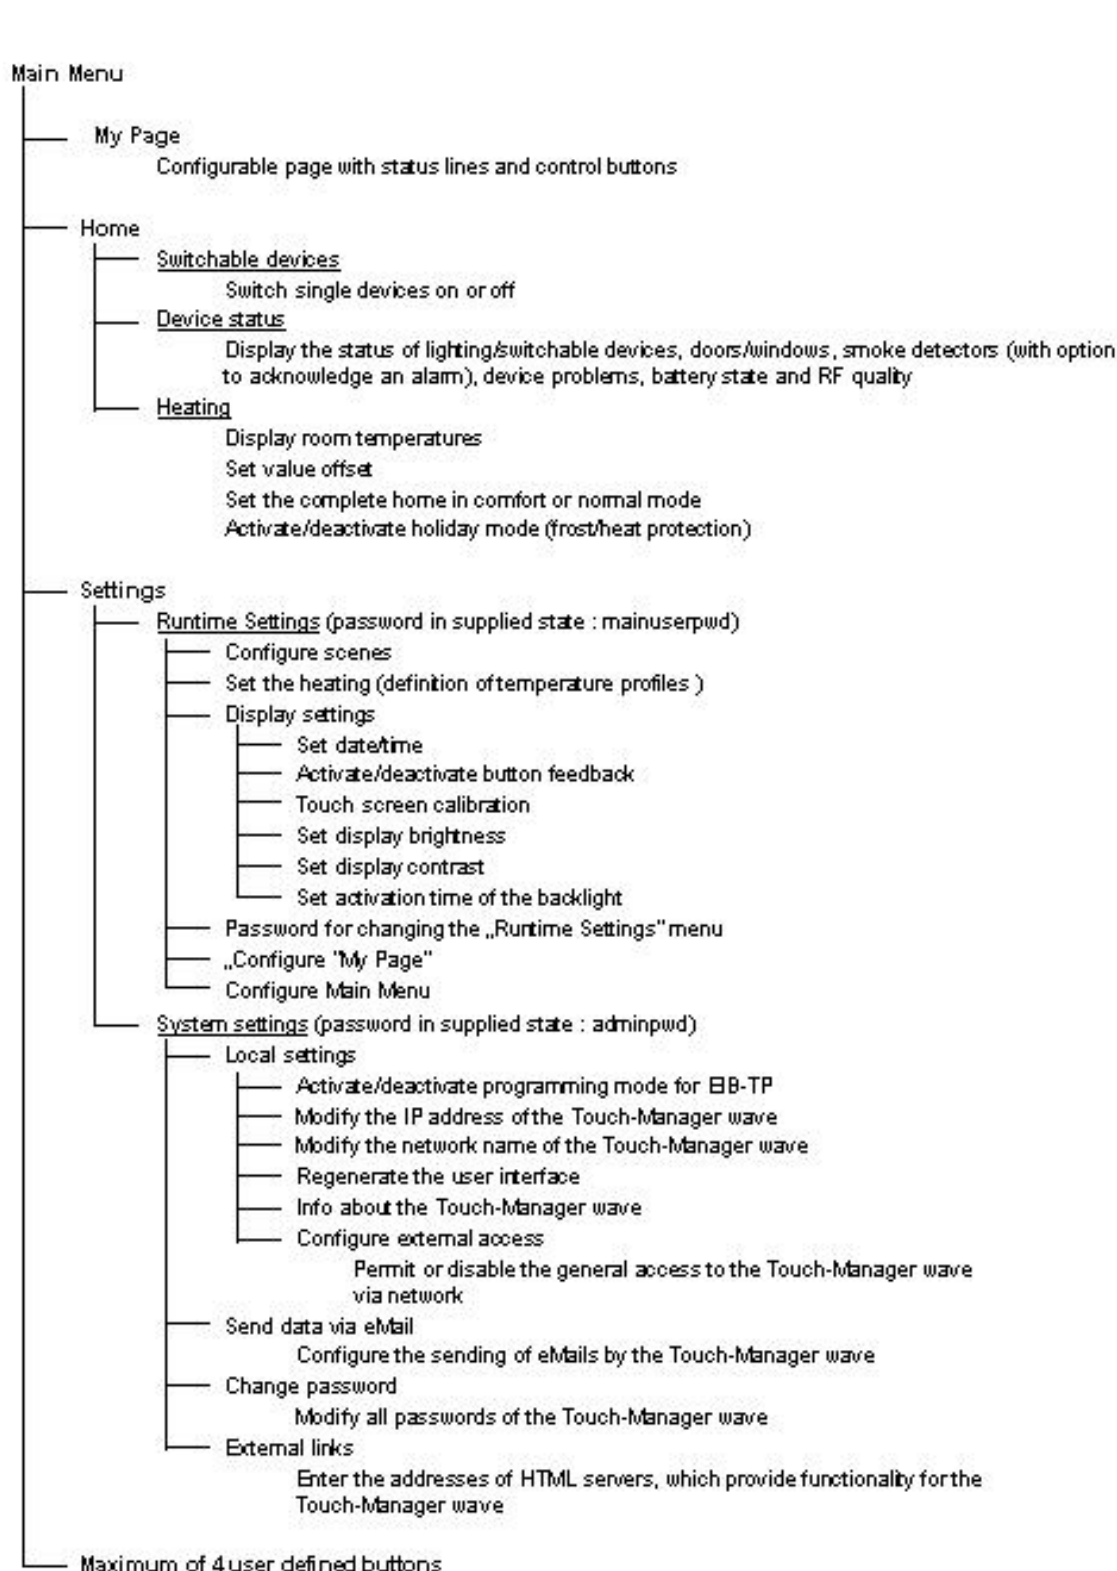 Main Menu
My Page
Configurable page with status lines and control buttons
Home
Switchable devices
Switch single devices on or off
Device status
Display the status of lighting/switchable devices, doors/windows, smoke detectors (with option
to acknowledge an alarm), device problems, battery state and RF quality
Heating
Display room temperatures
Set value offset
Set the complete home in comfort or normal mode
Activate/deactivate holiday mode (frost/heat protection)
Settings
Runtime Settings (password in supplied state : mainuserpwd)
Configure scenes
Set the heating (definition of temperature profiles )
Display settings
Set date/time
Activate/deactivate button feedback
Touch screen calibration
Set display brightness
Set display contrast
Set activation time of the backlight
Password for changing the „Runtime Settings" menu
„Configure "My Page"
Configure Main Menu
System settings (password in supplied state : adminpwd)
Local settings
Activate/deactivate programming mode for EIB-TP
Modify the IP address of the Touch-Manager wave
Modify the network name of the Touch-Manager wave
Regenerate the user interface
Info about the Touch-Manager wave
Configure external access
Permit or disable the general access to the Touch-Manager wave
via network
Send data via eMail
Configure the sending of eMails by the Touch-Manager wave
Change password
Modify all passwords of the Touch-Manager wave
External links
Enter the addresses of HTML servers, which provide functionality for the
Touch-Manager wave
Maximum of 4 user defined buttons